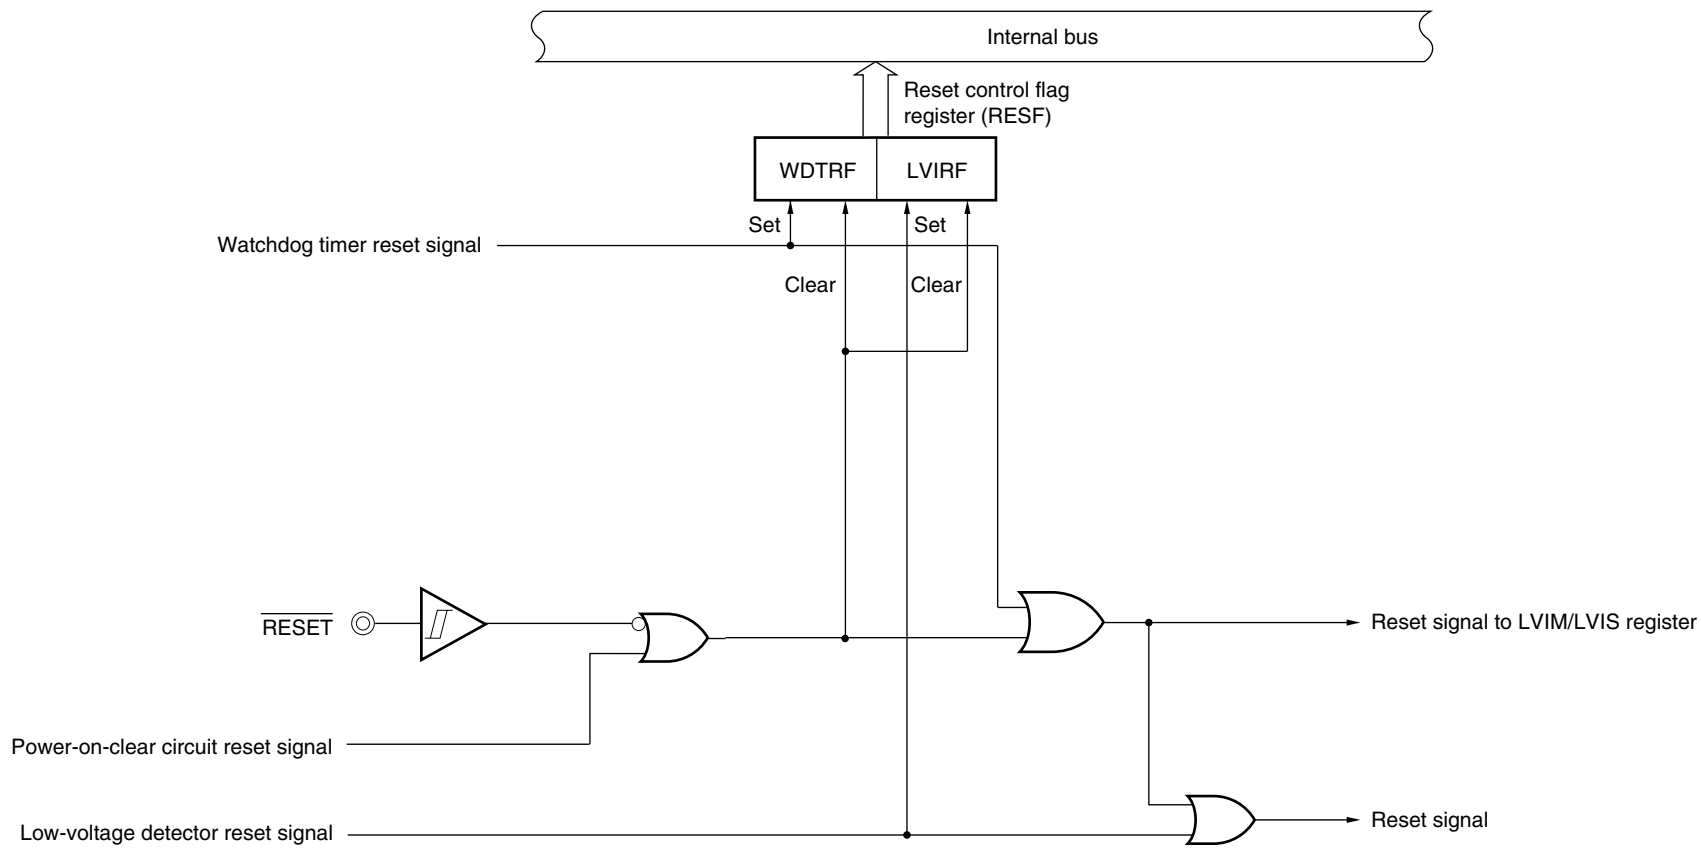 Internal bus
Reset control flag
register (RESF)
WDTRF
LVIRF
Set
Set
Watchdog timer reset signal
Clear
Clear
RESET
Reset signal to LVIM/LVIS register
Power-on-clear circuit reset signal
Low-voltage detector reset signal
Reset signal